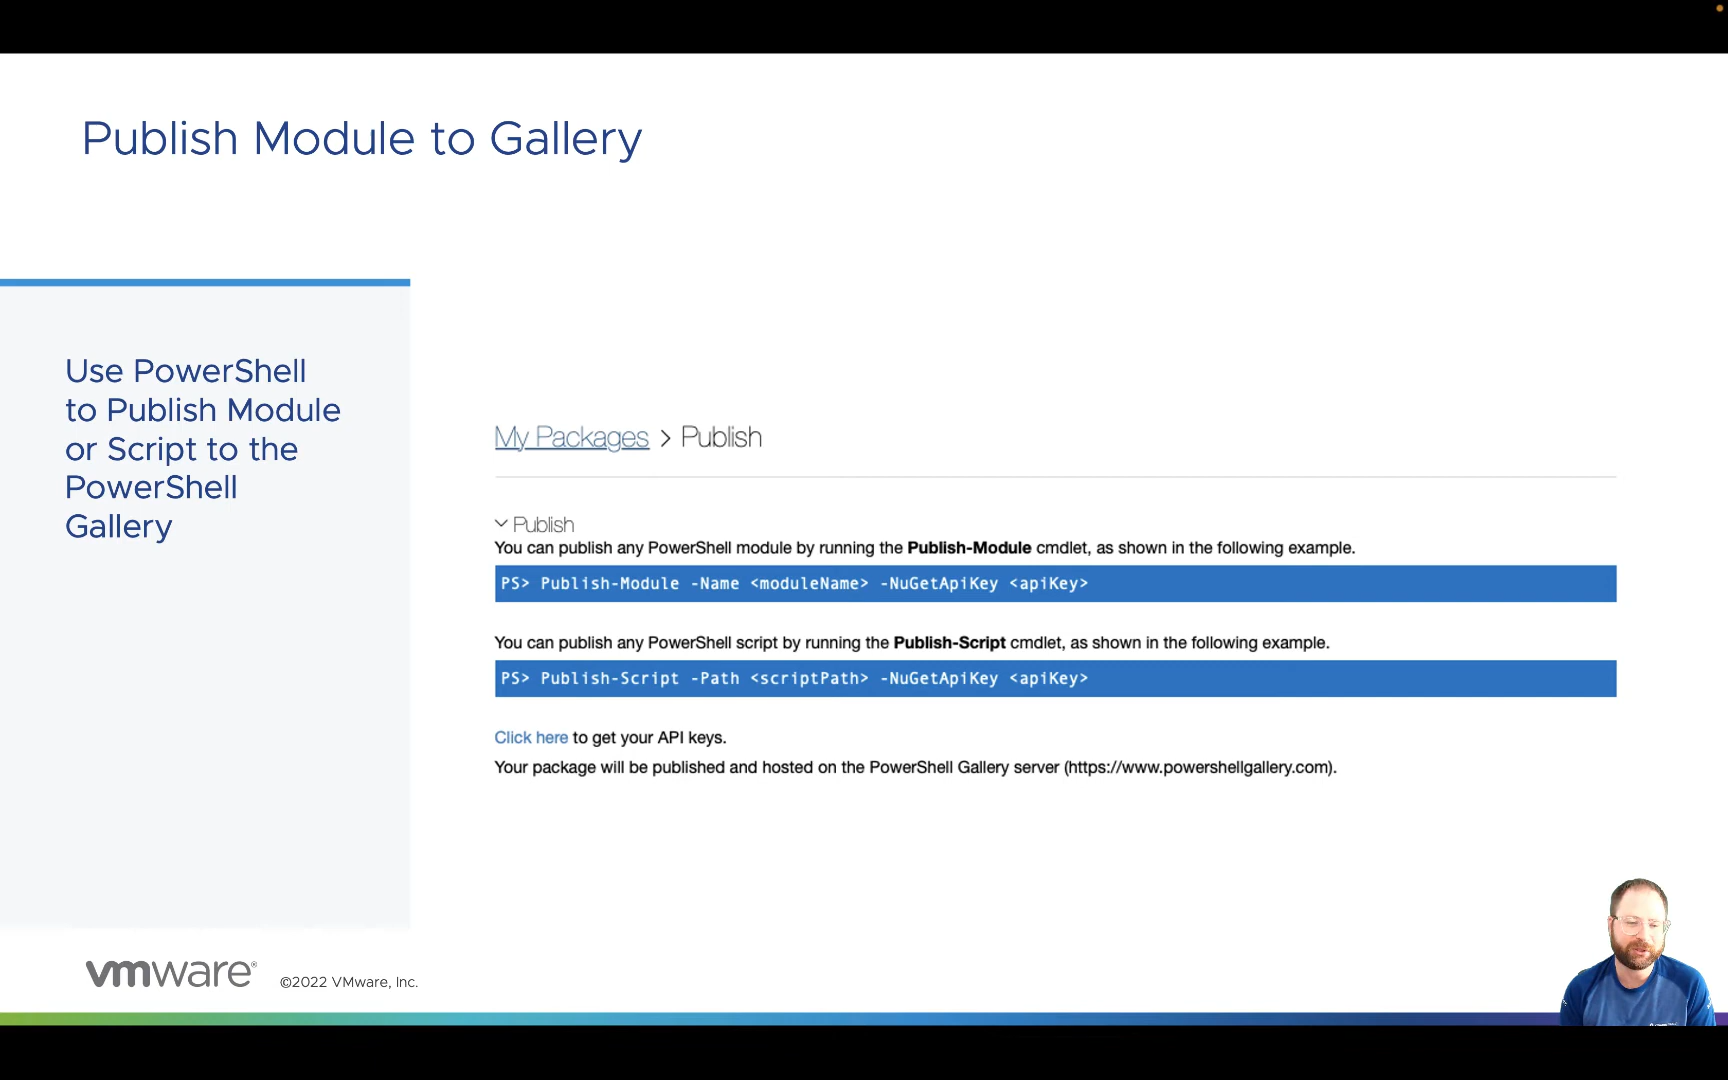 Publish Module to Gallery
Use PowerShell
to Publish Module
or Script to the
PowerShell
Gallery
My Packages > Publish
Publish
You can publish any PowerShell module by running the Publish-Module cmdlet, as shown in the following example.
PS> Publish-Module -Name <moduleName> -NuGetApiKey <apiKey>
You can publish any PowerShell script by running the Publish-Script cmdlet, as shown in the following example.
PS> Publish-Script -Path <scriptPath> -NuGetApiKey <apiKey>
Click here to get your API keys.
Your package will be published and hosted on the PowerShell Gallery server (https://www.powershellgallery.com).
vmware® ©2022 VMware, Inc.